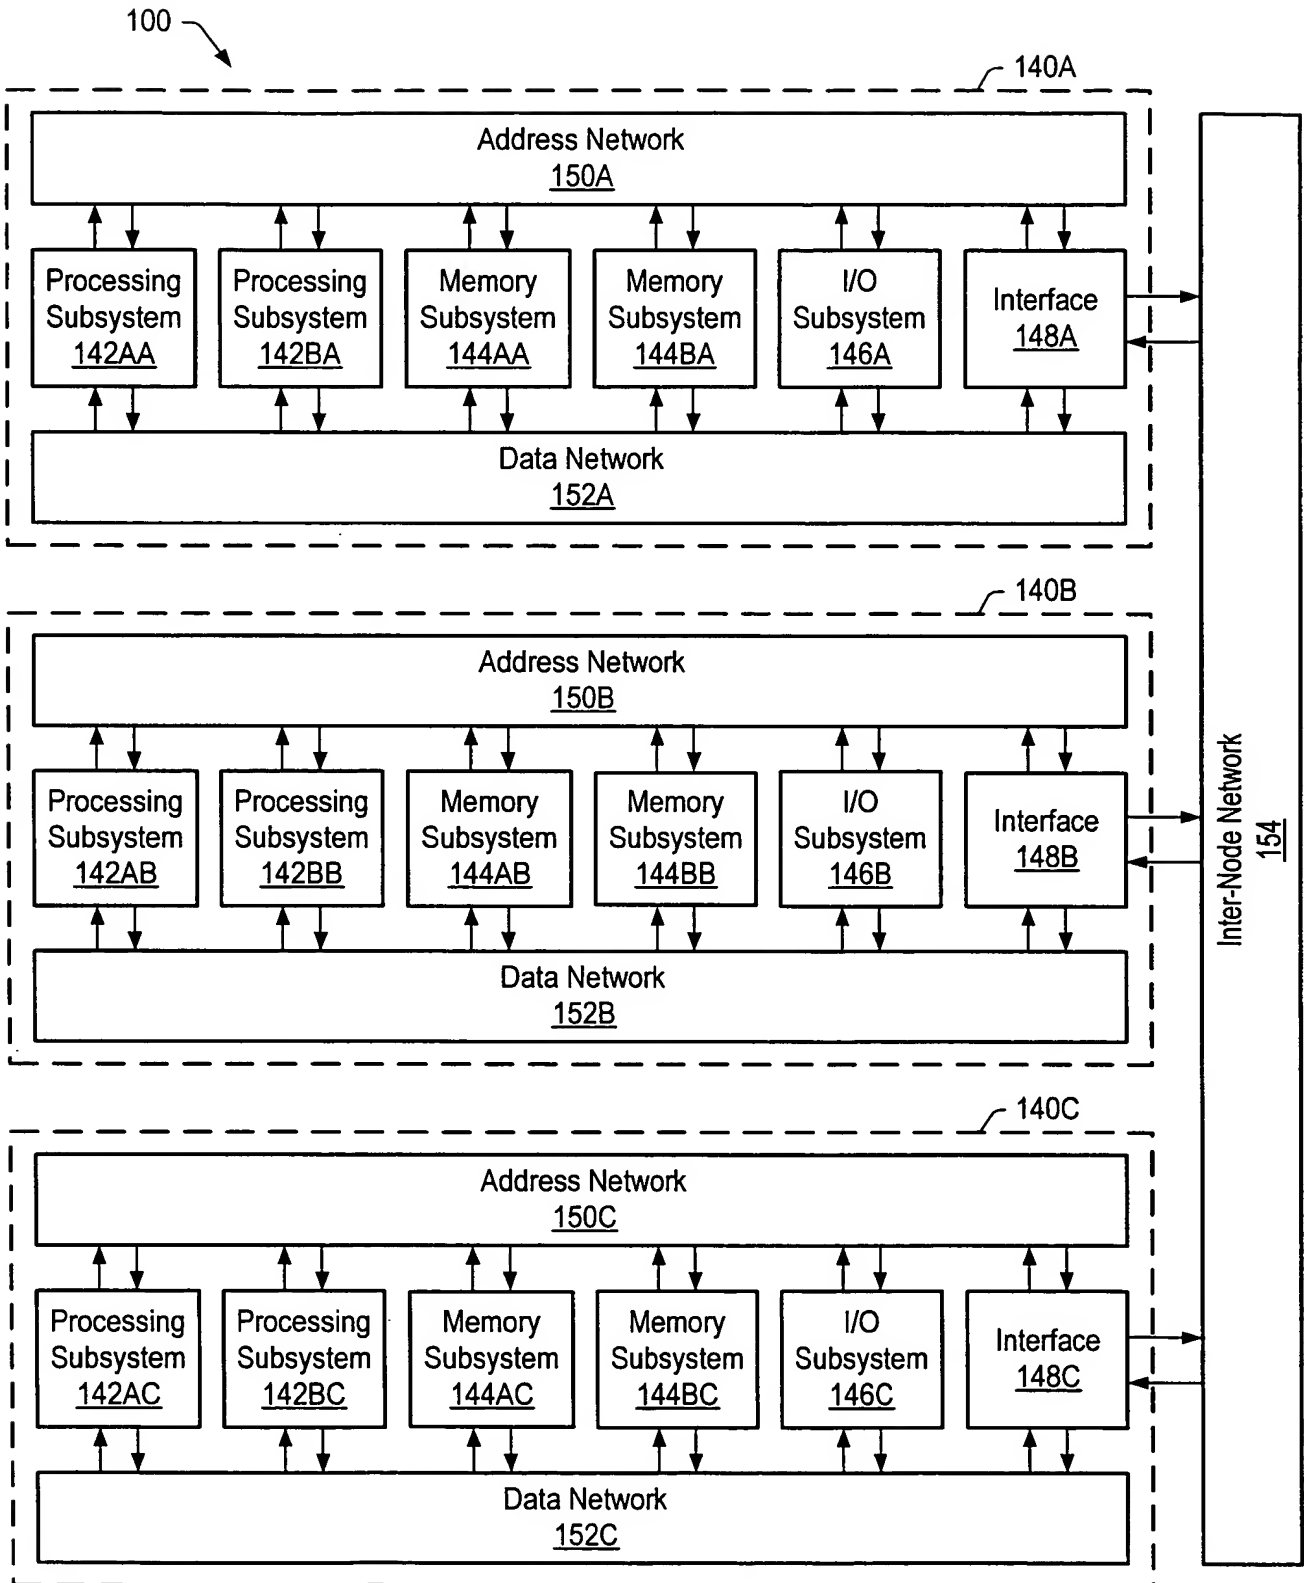 100
140A
Address Network
150A
Processing
Subsystem
142AA
Processing
Subsystem
142BA
Memory
Subsystem
144AA
Memory
Subsystem
144BA
I/O
Subsystem
146A
Interface
148A
Data Network
152A
140B
Address Network
150B
Processing
Subsystem
142AB
Processing
Subsystem
142BB
Memory
Subsystem
144AB
Memory
Subsystem
144BB
I/O
Subsystem
146B
Interface
148B
Data Network
152B
140C
Address Network
150C
Processing
Subsystem
142AC
Processing
Subsystem
142BC
Memory
Subsystem
144AC
Memory
Subsystem
144BC
I/O
Subsystem
146C
Interface
148C
Data Network
152C
Inter-Node Network
154